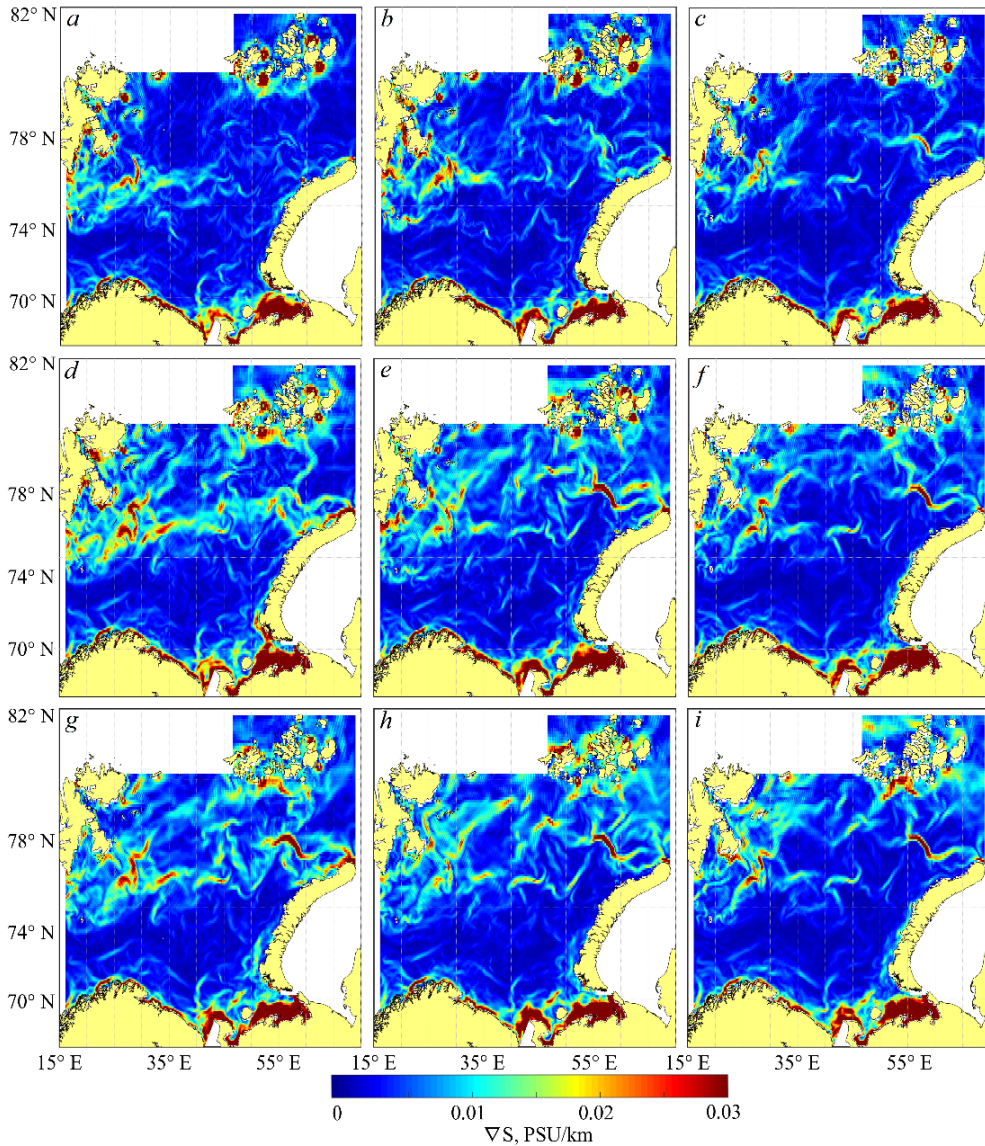 82° N
a
b
c
78° N
74° N
70° N
82° N
d
e
f
78° N
74° N
70° N
82° N
g
h
i
78° N
74° N
70° N
15° E 35° E 55° E 15° E 35° E 55° E 15° E 35° E 55° E
0 0.01 0.02 0.03
∇S, PSU/km